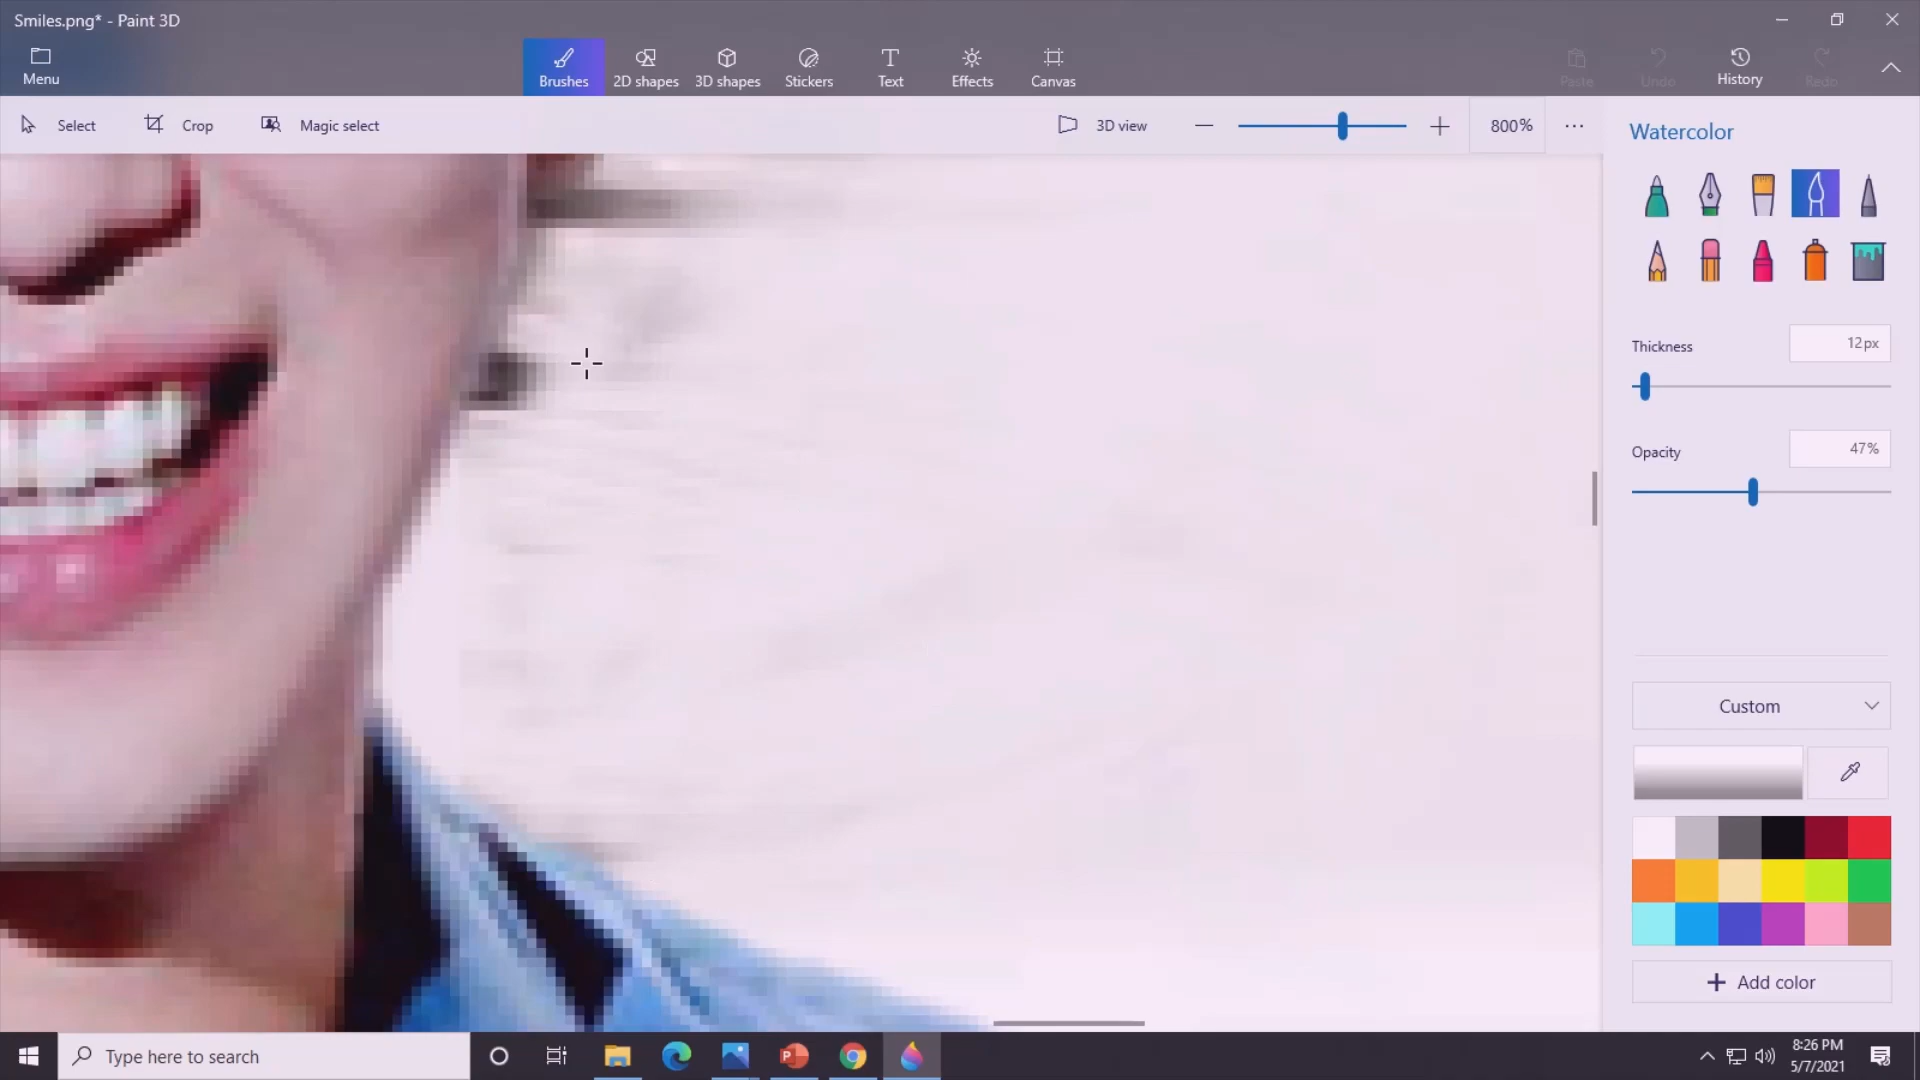 Smiles.png* - Paint 3D
Menu
Brushes
2D shapes
3D shapes
Stickers
Text
Effects
Canvas
Paste
Undo
History
Redo
Select
Crop
Magic select
3D view
800%
Watercolor
Thickness
12px
Opacity
47%
Custom
Add color
Type here to search
8:26 PM
5/7/2021